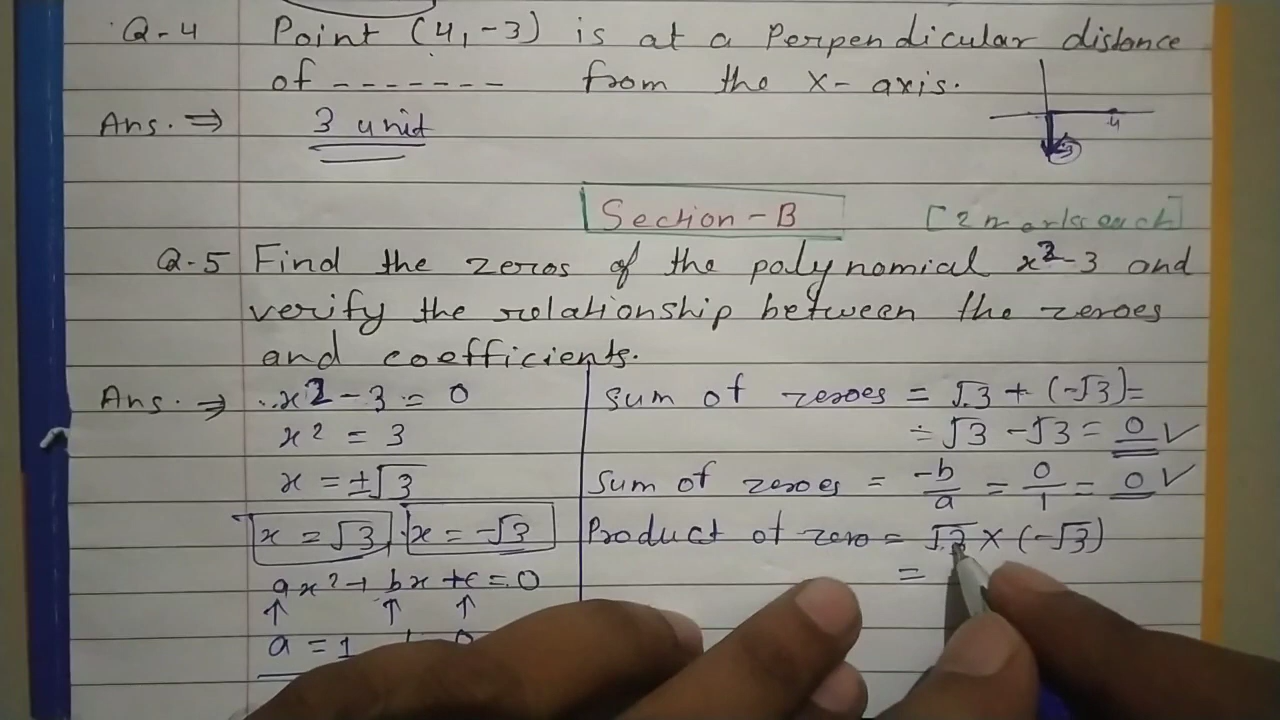 Q-4 Point (4, -3) is at a Perpendicular distance
of ------- from the X-axis.
Ans. ⇒ 3 unit
4
Section-B [2 marks each]
Q-5 Find the zeros of the polynomial x²-3 and
verify the relationship between the zeroes
and coefficients.
Ans. ⇒ x² - 3 = 0
x² = 3
x = ±√3
x = √3, x = -√3
ax² + bx + c = 0
a = 1
Sum of zeroes = √3 + (-√3) =
= √3 - √3 = 0 ✓
Sum of zeroes = -b/a = 0/1 = 0 ✓
Product of zero = √3 × (-√3)
=